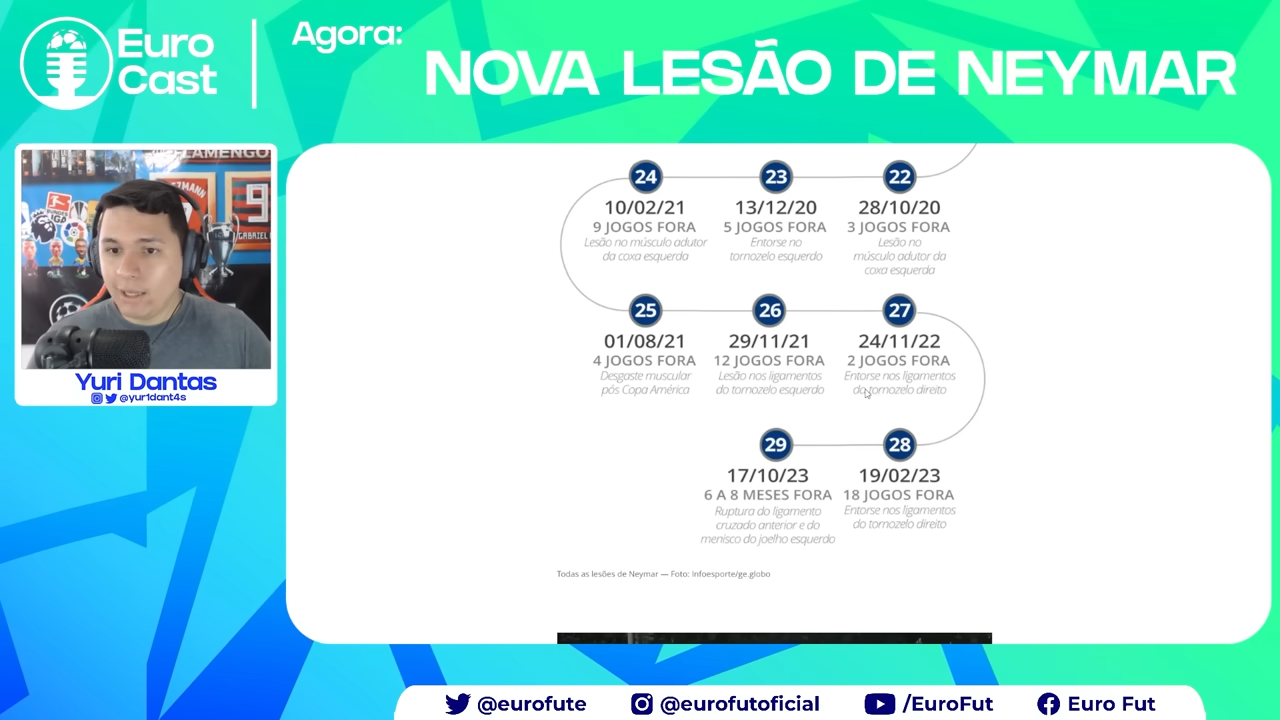 Euro
Cast
Agora:
NOVA LESÃO DE NEYMAR
FLAMENGO
BUNDES
LIGA
9
GABRIEL
Yuri Dantas
@yur1dant4s
24
10/02/21
9 JOGOS FORA
Lesão no músculo adutor
da coxa esquerda
23
13/12/20
5 JOGOS FORA
Entorse no
tornozelo esquerdo
22
28/10/20
3 JOGOS FORA
Lesão no
músculo adutor da
coxa esquerda
25
01/08/21
4 JOGOS FORA
Desgaste muscular
pós Copa América
26
29/11/21
12 JOGOS FORA
Lesão nos ligamentos
do tornozelo esquerdo
27
24/11/22
2 JOGOS FORA
Entorse nos ligamentos
do tornozelo direito
29
17/10/23
6 A 8 MESES FORA
Ruptura do ligamento
cruzado anterior e do
menisco do joelho esquerdo
28
19/02/23
18 JOGOS FORA
Entorse nos ligamentos
do tornozelo direito
Todas as lesões de Neymar — Foto: Infoesporte/ge.globo
@eurofute
@eurofutoficial
/EuroFut
Euro Fut